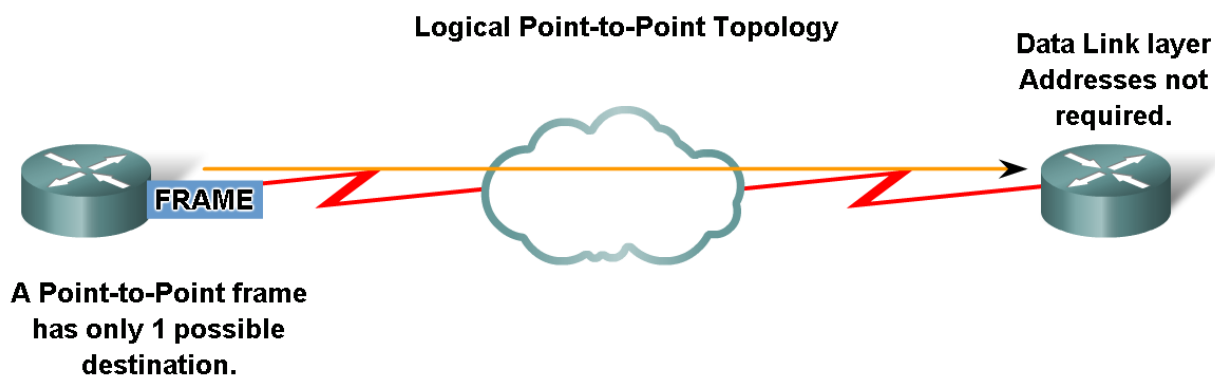 Logical Point-to-Point Topology
Data Link layer
Addresses not
required.
FRAME
A Point-to-Point frame
has only 1 possible
destination.